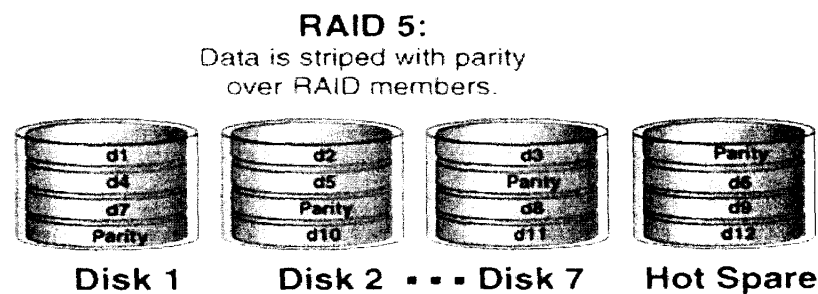 RAID 5:
Data is striped with parity
over RAID members.
d1 d2 d3 Parity
d4 d5 Parity d6
d7 Parity d8 d9
Parity d10 d11 d12
Disk 1 Disk 2 - - - Disk 7 Hot Spare